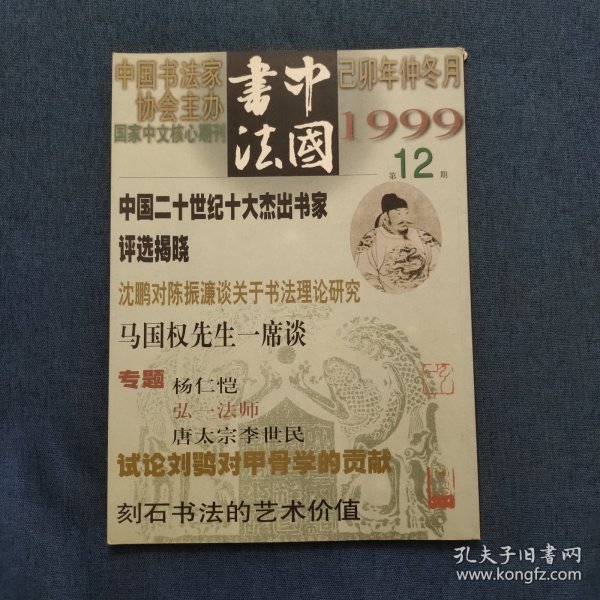 中国书法家
协会主办
国家中文核心期刊
中國
書法
己卯年仲冬月
1999
第12期
中国二十世纪十大杰出书家
评选揭晓
沈鹏对陈振濂谈关于书法理论研究
马国权先生一席谈
专题
杨仁恺
弘一法师
唐太宗李世民
试论刘鹗对甲骨学的贡献
刻石书法的艺术价值
孔夫子旧书网
www.kongfz.com